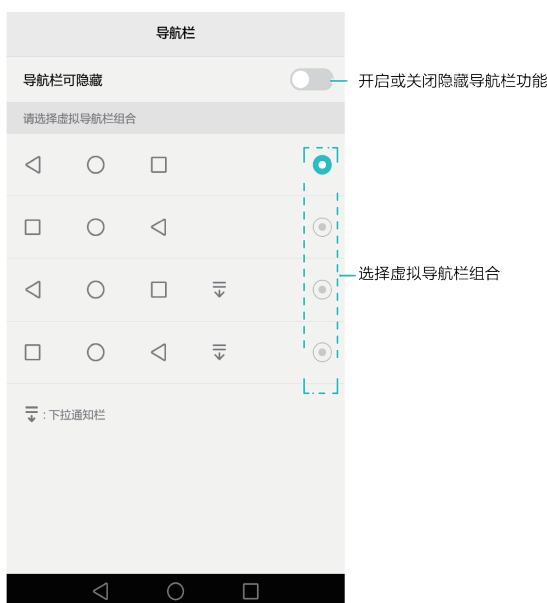 导航栏
导航栏可隐藏
开启或关闭隐藏导航栏功能
请选择虚拟导航栏组合
选择虚拟导航栏组合
：下拉通知栏